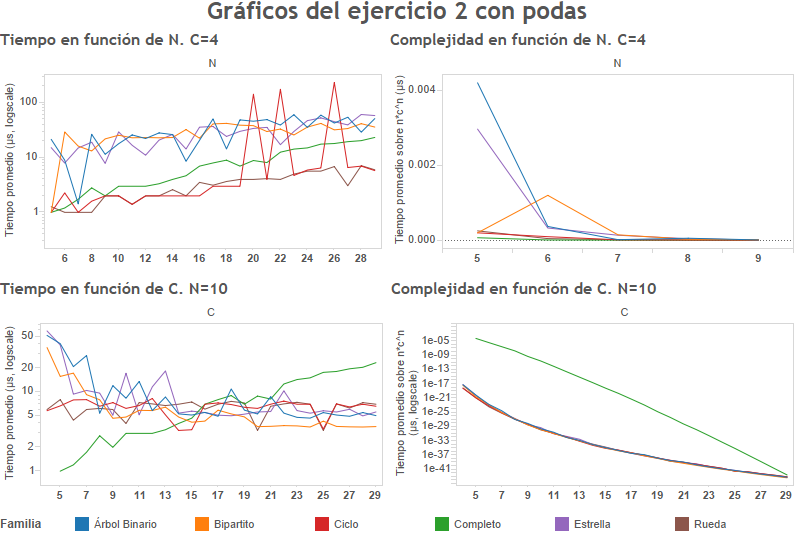 Gráficos del ejercicio 2 con podas
Tiempo en función de N. C=4
N
Tiempo promedio (µs, logscale)
100
10
1
6 8 10 12 14 16 18 20 22 24 26 28
Complejidad en función de N. C=4
N
Tiempo promedio sobre n*c^n (µs)
0.004
0.002
0.000
5 6 7 8 9
Tiempo en función de C. N=10
C
Tiempo promedio (µs, logscale)
50
20
10
5
2
1
5 7 9 11 13 15 17 19 21 23 25 27 29
Complejidad en función de C. N=10
C
Tiempo promedio sobre n*c^n
(µs, logscale)
1e-05
1e-09
1e-13
1e-17
1e-21
1e-25
1e-29
1e-33
1e-37
1e-41
5 7 9 11 13 15 17 19 21 23 25 27 29
Familia Árbol Binario Bipartito Ciclo Completo Estrella Rueda